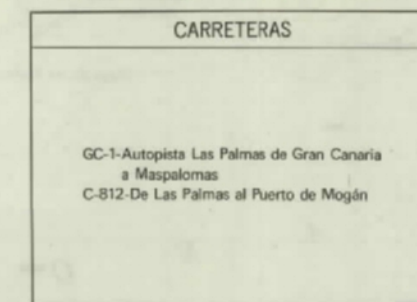 CARRETERAS
GC-1-Autopista Las Palmas de Gran Canaria
a Maspalomas
C-812-De Las Palmas al Puerto de Mogán